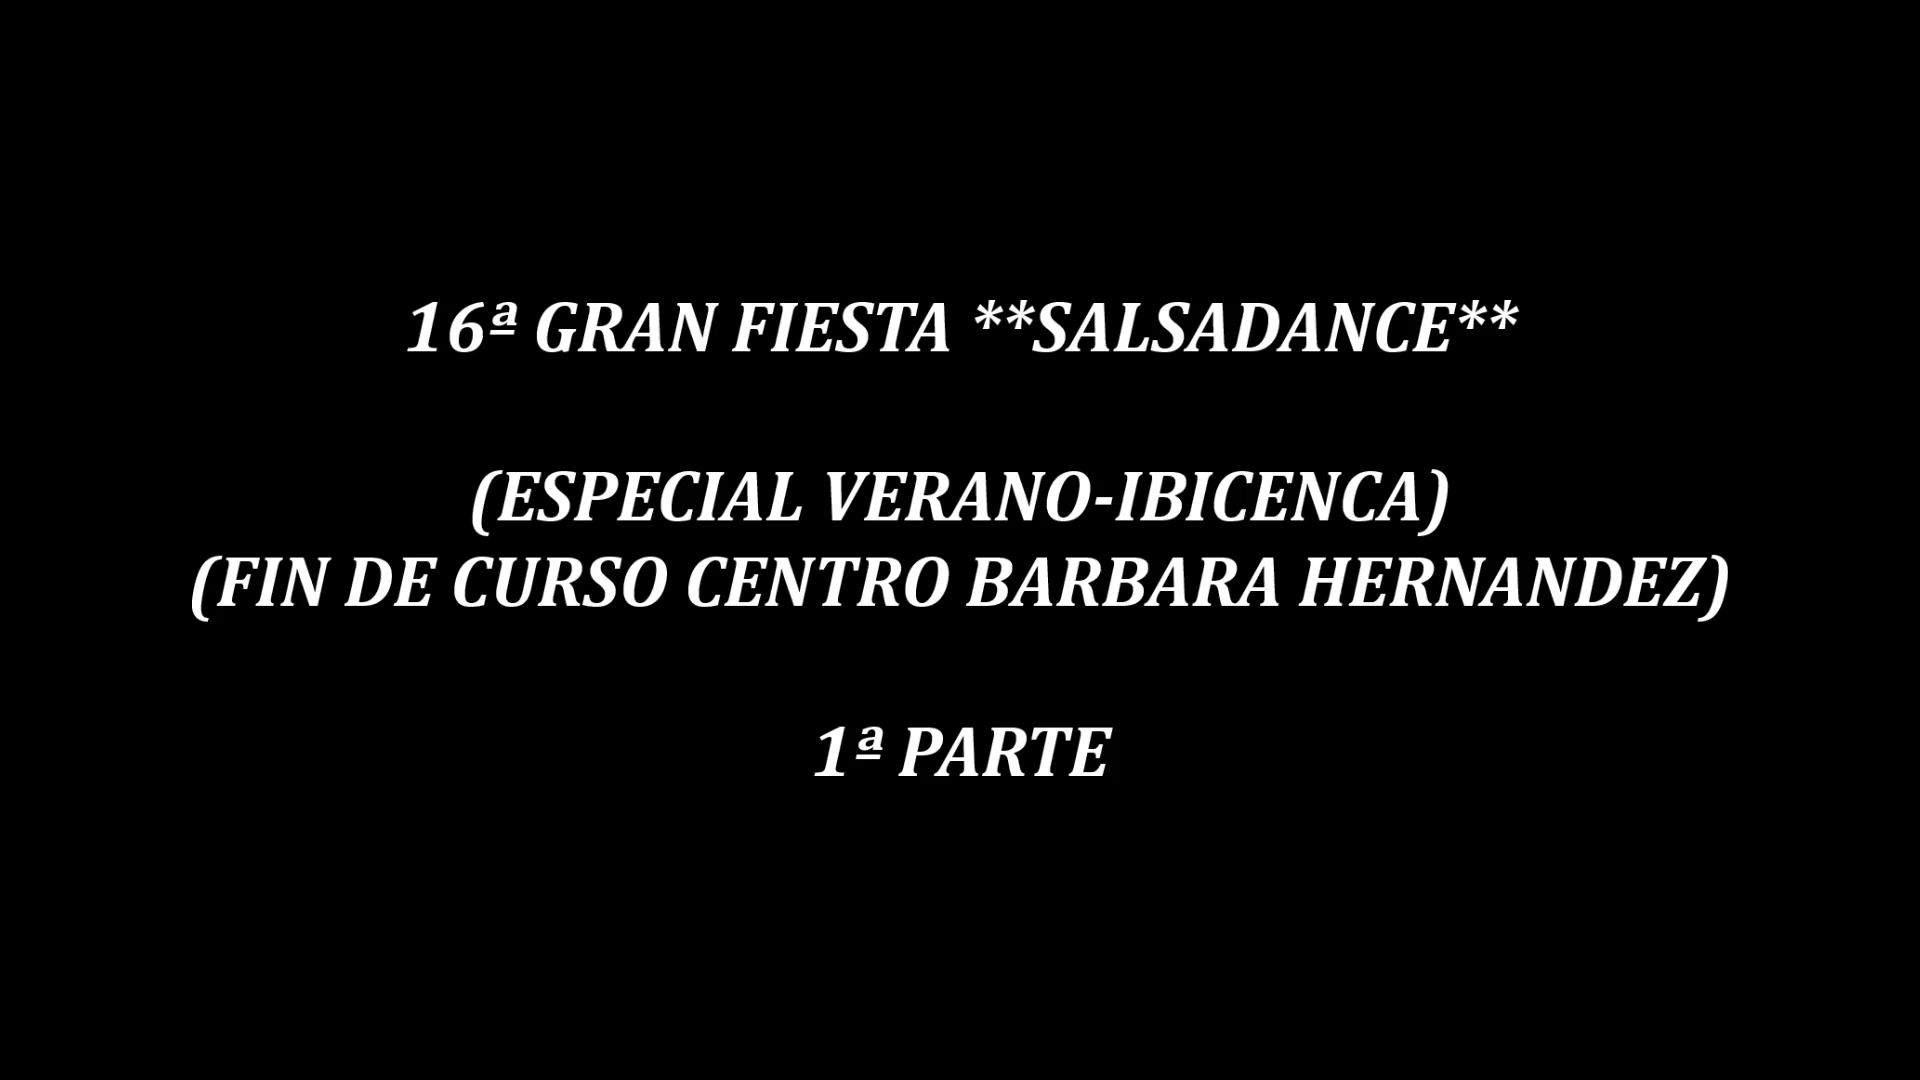 16ª GRAN FIESTA **SALSADANCE**
(ESPECIAL VERANO-IBICENCA)
(FIN DE CURSO CENTRO BARBARA HERNANDEZ)
1ª PARTE